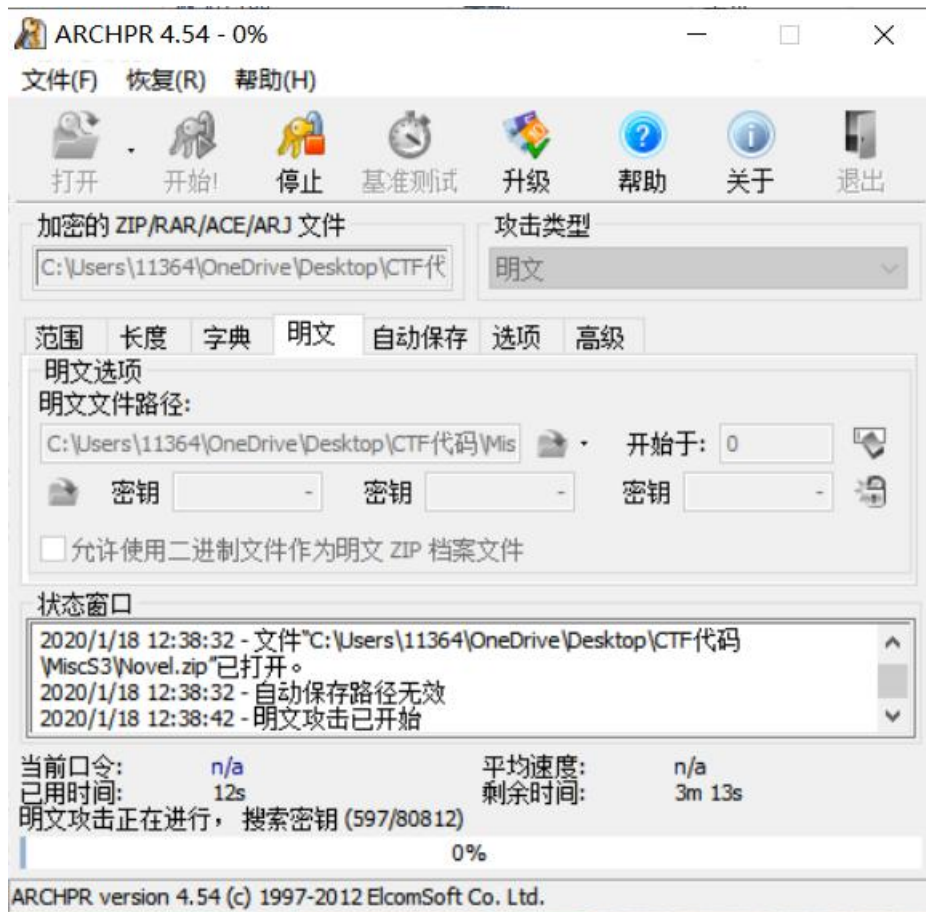 ARCHPR 4.54 - 0%
文件(F) 恢复(R) 帮助(H)
打开 开始! 停止 基准测试 升级 帮助 关于 退出
加密的 ZIP/RAR/ACE/ARJ 文件 攻击类型
C:\Users\11364\OneDrive\Desktop\CTF代 明文
范围 长度 字典 明文 自动保存 选项 高级
明文选项
明文文件路径:
C:\Users\11364\OneDrive\Desktop\CTF代码\Mis 开始于: 0
密钥 - 密钥 - 密钥 -
允许使用二进制文件作为明文 ZIP 档案文件
状态窗口
2020/1/18 12:38:32 - 文件"C:\Users\11364\OneDrive\Desktop\CTF代码
\MiscS3\Novel.zip"已打开。
2020/1/18 12:38:32 - 自动保存路径无效
2020/1/18 12:38:42 - 明文攻击已开始
当前口令: n/a 平均速度: n/a
已用时间: 12s 剩余时间: 3m 13s
明文攻击正在进行, 搜索密钥 (597/80812)
0%
ARCHPR version 4.54 (c) 1997-2012 ElcomSoft Co. Ltd.